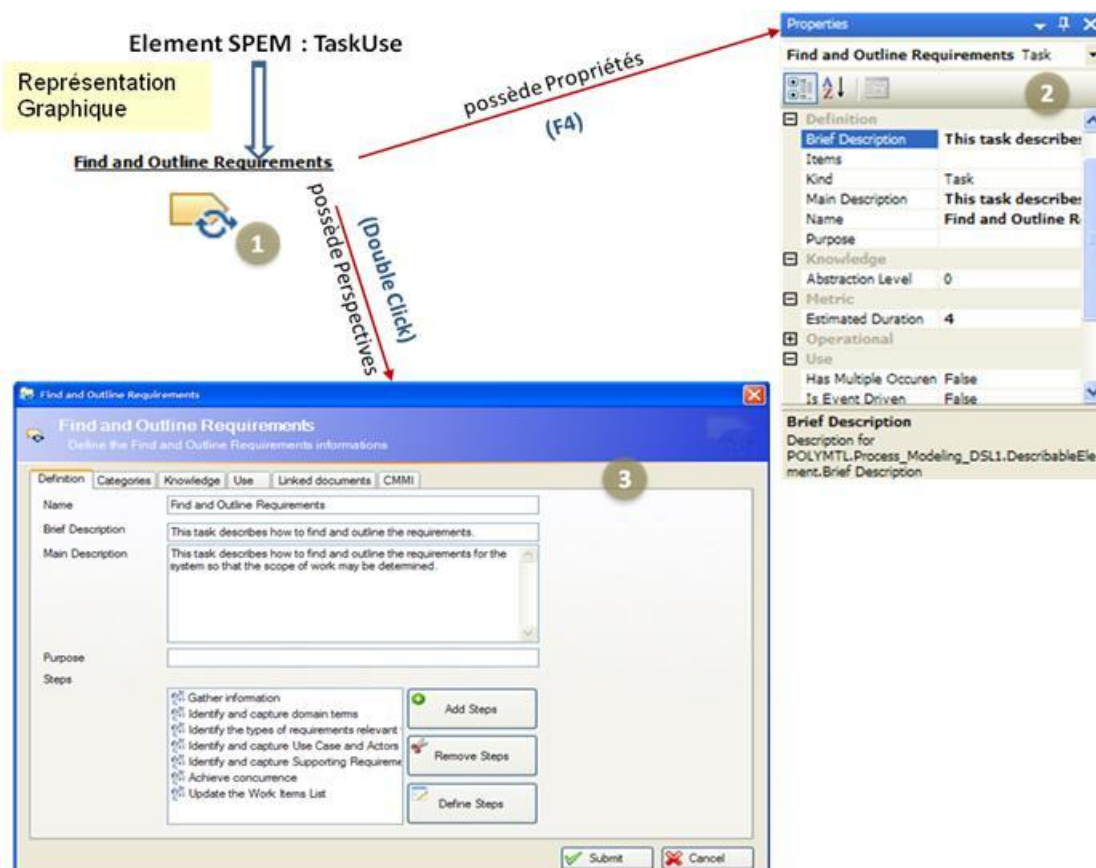 Element SPEM : TaskUse
Représentation
Graphique
Find and Outline Requirements
1
possède Propriétés
(F4)
possède Perspectives
(Double Click)
Properties
Find and Outline Requirements Task
2
Definition
Brief Description This task describes
Items
Kind Task
Main Description This task describes
Name Find and Outline R
Purpose
Knowledge
Abstraction Level 0
Metric
Estimated Duration 4
Operational
Use
Has Multiple Occuren False
Is Event Driven False
Brief Description
Description for
POLYMTL.Process_Modeling_DSL1.DescribableEle
ment.Brief Description
Find and Outline Requirements
Find and Outline Requirements
Define the Find and Outline Requirements informations
3
Definition Categories Knowledge Use Linked documents CMMI
Name Find and Outline Requirements
Brief Description This task describes how to find and outline the requirements.
Main Description This task describes how to find and outline the requirements for the
system so that the scope of work may be determined.
Purpose
Steps
Gather information
Identify and capture domain terms
Identify the types of requirements relevant
Identify and capture Use Case and Actors
Identify and capture Supporting Requireme
Achieve concurrence
Update the Work Items List
Add Steps
Remove Steps
Define Steps
Submit Cancel